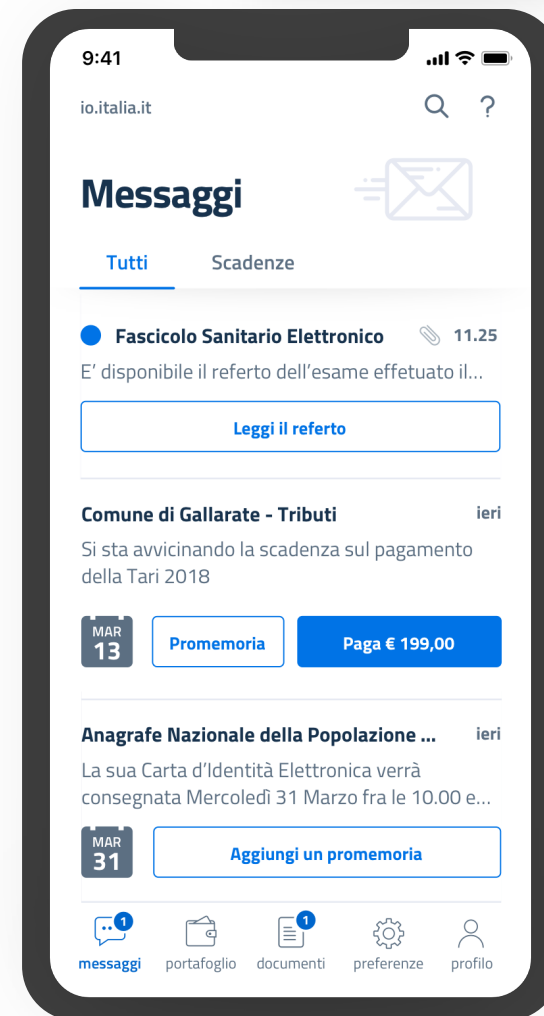 9:41
io.italia.it
?
Messaggi
Tutti Scadenze
Fascicolo Sanitario Elettronico 11.25
E' disponibile il referto dell'esame effetuato il...
Leggi il referto
Comune di Gallarate - Tributi ieri
Si sta avvicinando la scadenza sul pagamento
della Tari 2018
MAR
13
Promemoria Paga € 199,00
Anagrafe Nazionale della Popolazione ... ieri
La sua Carta d'Identità Elettronica verrà
consegnata Mercoledì 31 Marzo fra le 10.00 e...
MAR
31
Aggiungi un promemoria
1 1
messaggi portafoglio documenti preferenze profilo